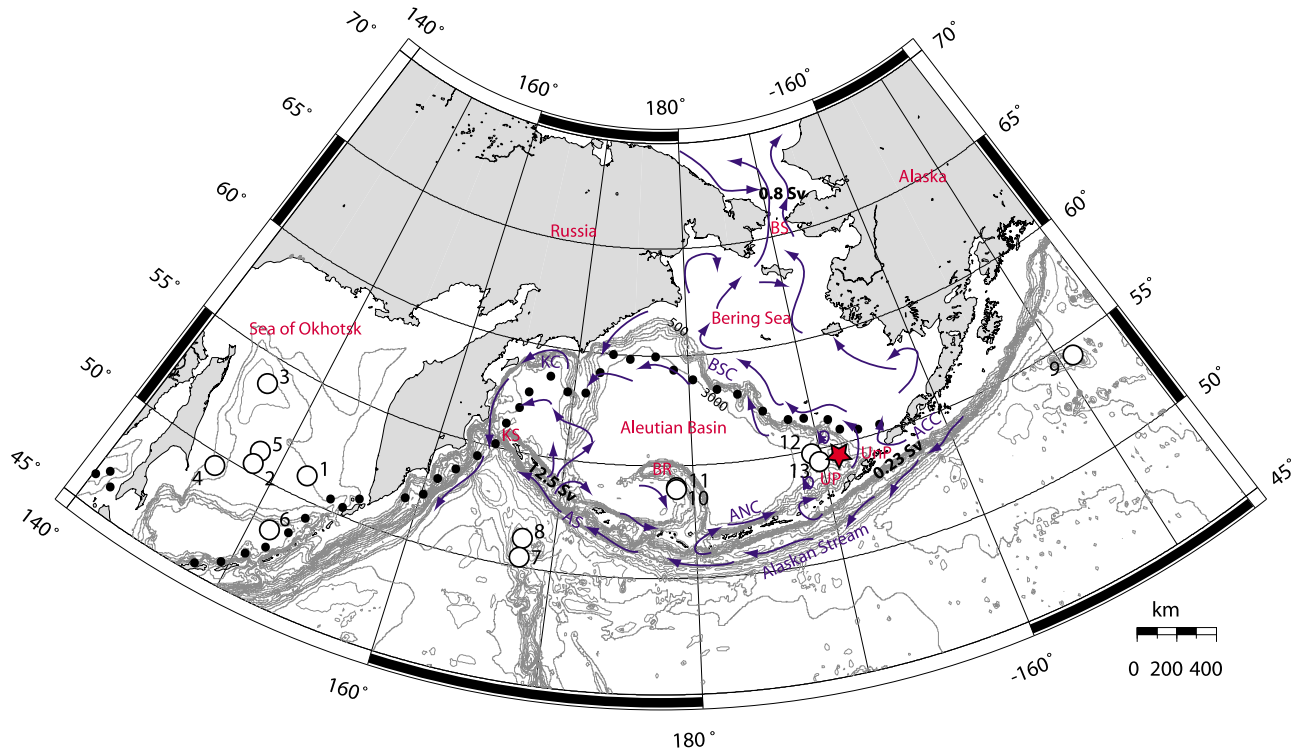 140°
70°
160°
180°
-160°
70°
65°
65°
60°
60°
55°
55°
50°
50°
45°
45°
140°
160°
180°
-160°
Alaska
Russia
0.8 Sv
BS
Sea of Okhotsk
Bering Sea
500
KC
BSC
3000
9
3
Aleutian Basin
ACC
KS
5
12
UnP
4
2
1
13
UP
0.23 Sv
12.5 Sv
BR
11
10
6
AS
ANC
8
7
Alaskan Stream
km
0 200 400